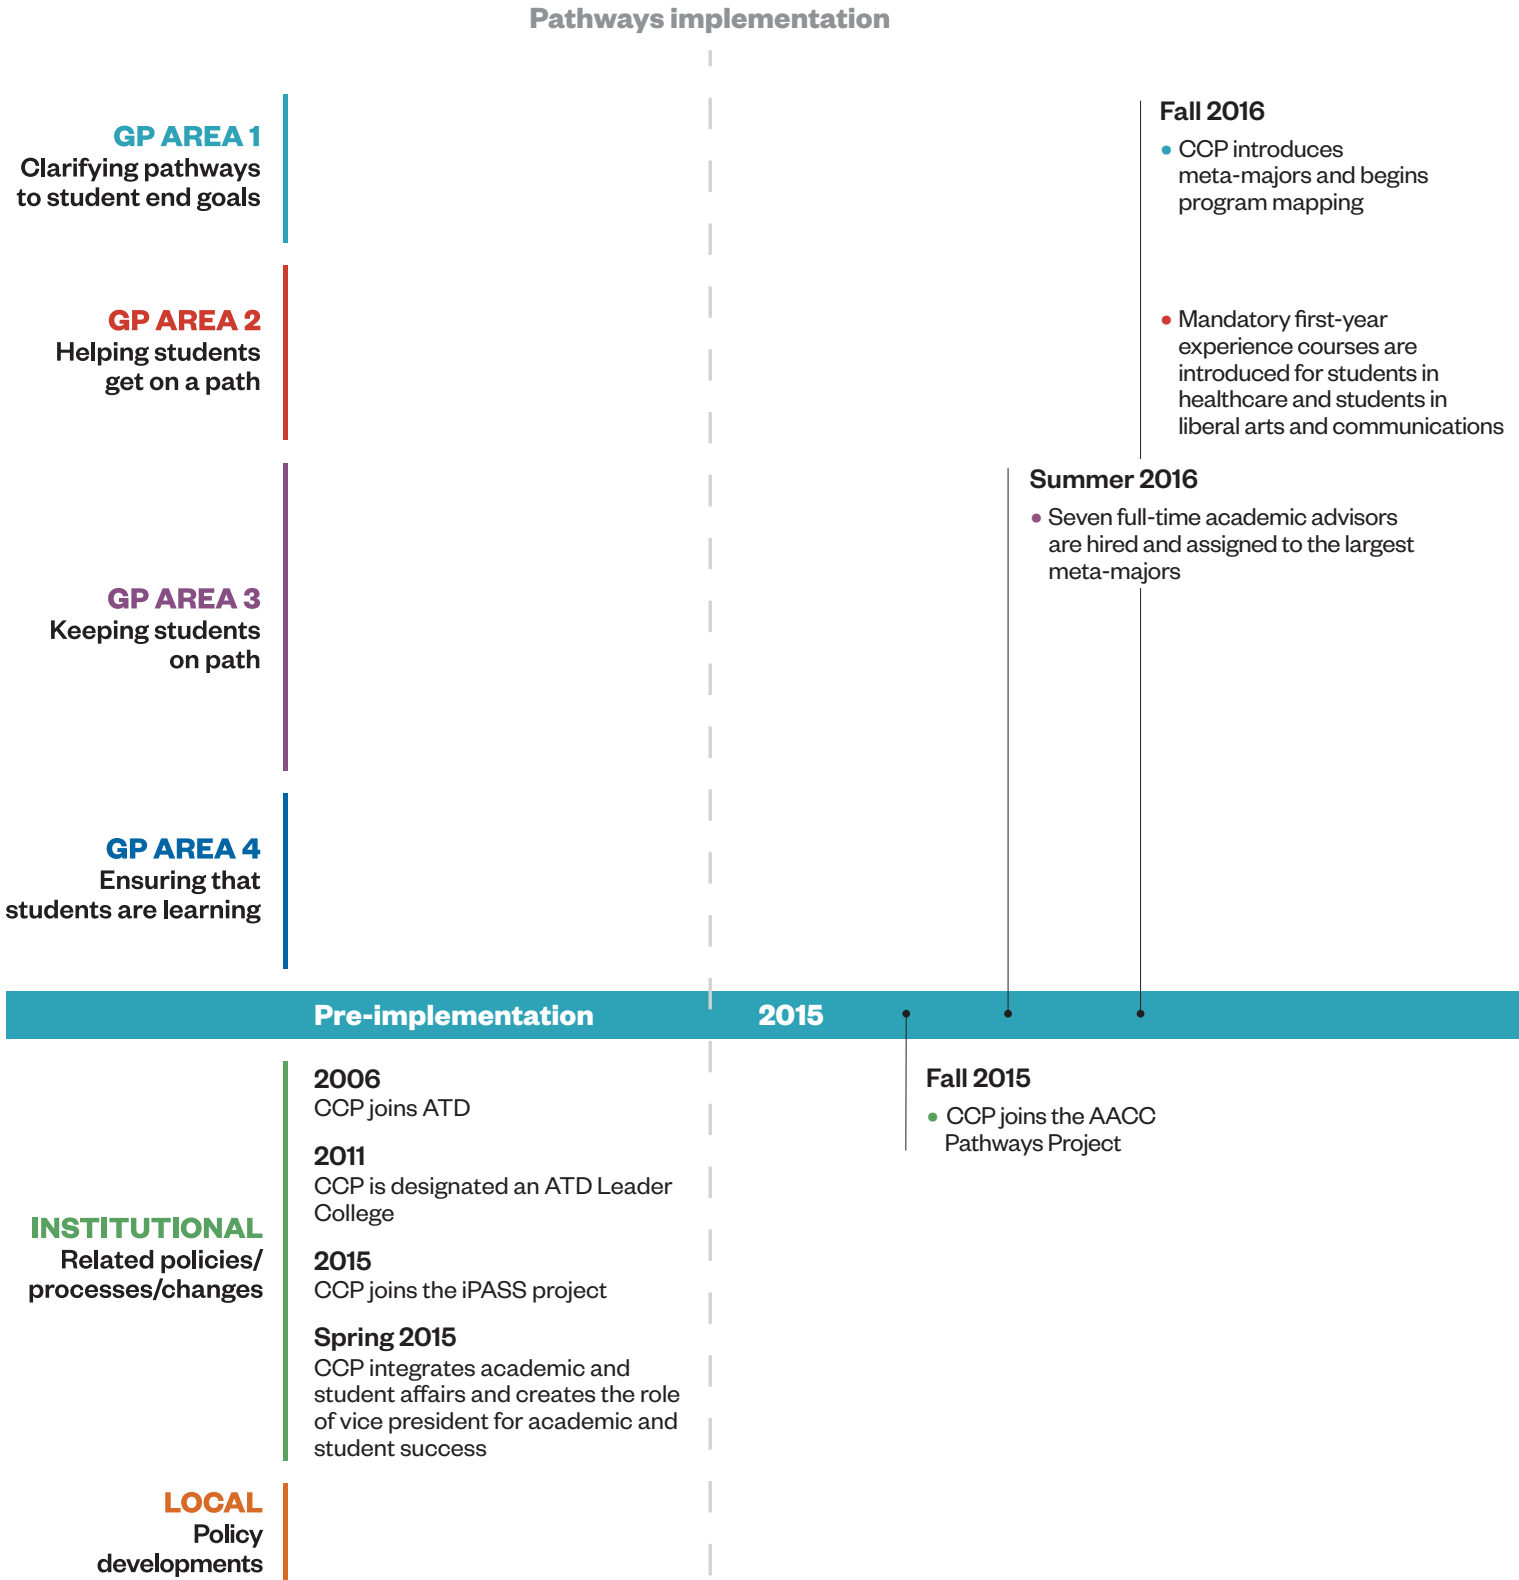 Pathways implementation
GP AREA 1
Clarifying pathways
to student end goals
Fall 2016
• CCP introduces
meta-majors and begins
program mapping
GP AREA 2
Helping students
get on a path
• Mandatory first-year
experience courses are
introduced for students in
healthcare and students in
liberal arts and communications
GP AREA 3
Keeping students
on path
Summer 2016
• Seven full-time academic advisors
are hired and assigned to the largest
meta-majors
GP AREA 4
Ensuring that
students are learning
Pre-implementation
2015
INSTITUTIONAL
Related policies/
processes/changes
2006
CCP joins ATD
2011
CCP is designated an ATD Leader
College
2015
CCP joins the iPASS project
Spring 2015
CCP integrates academic and
student affairs and creates the role
of vice president for academic and
student success
Fall 2015
• CCP joins the AACC
Pathways Project
LOCAL
Policy
developments